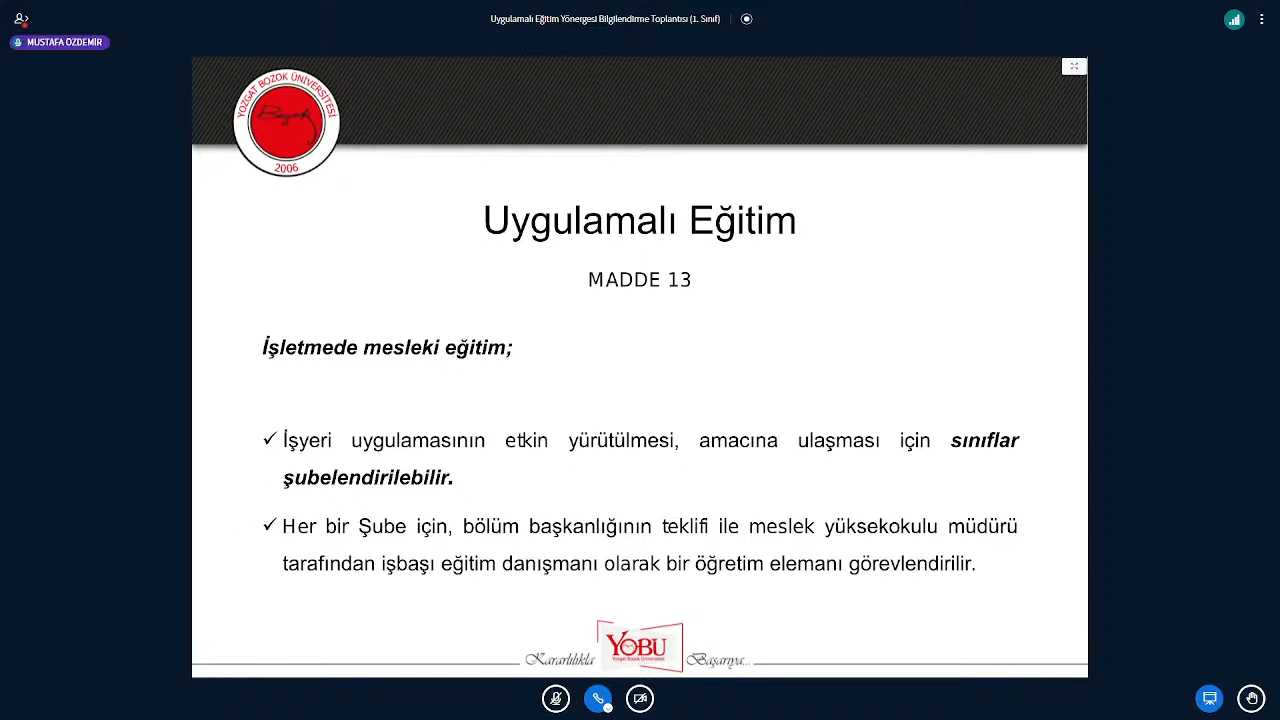 Uygulamalı Eğitim Yönergesi Bilgilendirme Toplantısı (1. Sınıf)
MUSTAFA ÖZDEMİR
YOZGAT BOZOK ÜNİVERSİTESİ
Bozok
2006
Uygulamalı Eğitim
MADDE 13
İşletmede mesleki eğitim;
✓ İşyeri uygulamasının etkin yürütülmesi, amacına ulaşması için sınıflar
şubelendirilebilir.
✓ Her bir Şube için, bölüm başkanlığının teklifi ile meslek yüksekokulu müdürü
tarafından işbaşı eğitim danışmanı olarak bir öğretim elemanı görevlendirilir.
Kararlılıkla YOBU Başarıya...
Yozgat Bozok Üniversitesi